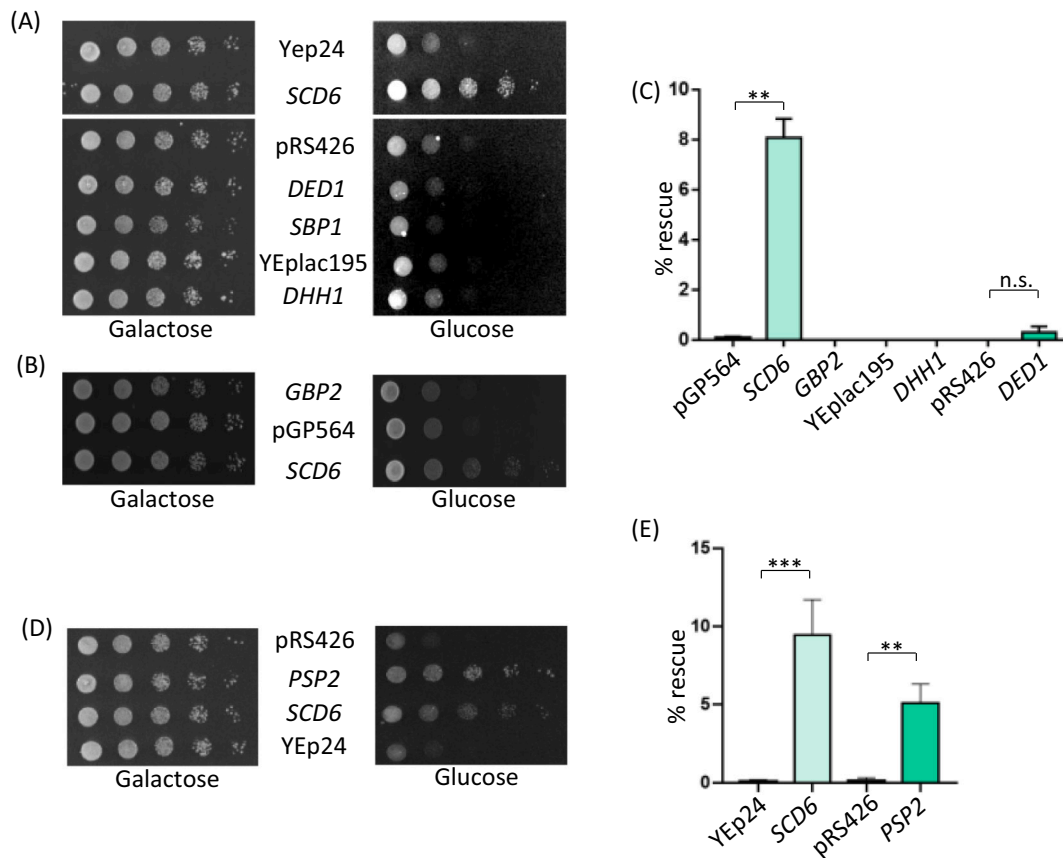 (A)
Yep24
SCD6
pRS426
DED1
SBP1
YEplac195
DHH1
Galactose
Glucose
(B)
GBP2
pGP564
SCD6
Galactose
Glucose
(C)
% rescue
10
8
6
4
2
0
**
n.s.
pGP564
SCD6
GBP2
YEplac195
DHH1
pRS426
DED1
(D)
pRS426
PSP2
SCD6
YEp24
Galactose
Glucose
(E)
% rescue
15
10
5
0
***
**
YEp24
SCD6
pRS426
PSP2